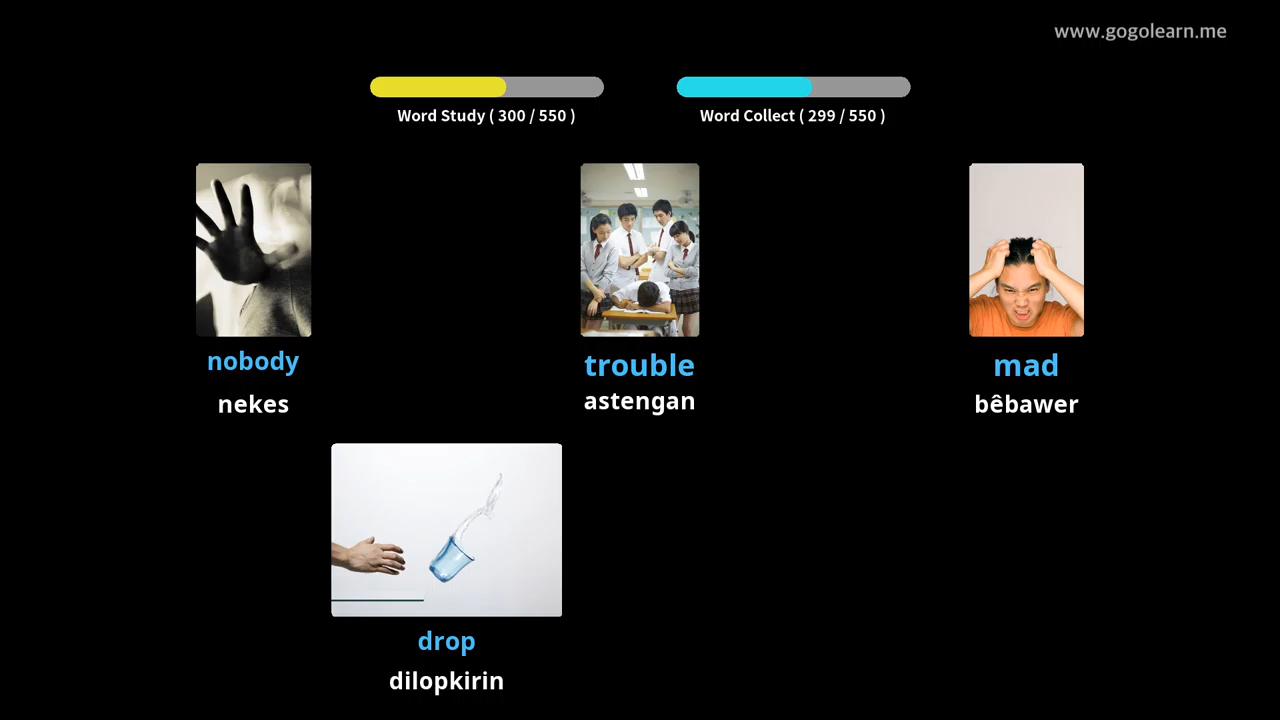 www.gogolearn.me
Word Study ( 300 / 550 )
Word Collect ( 299 / 550 )
nobody
trouble
mad
nekes
astengan
bêbawer
drop
dilopkirin